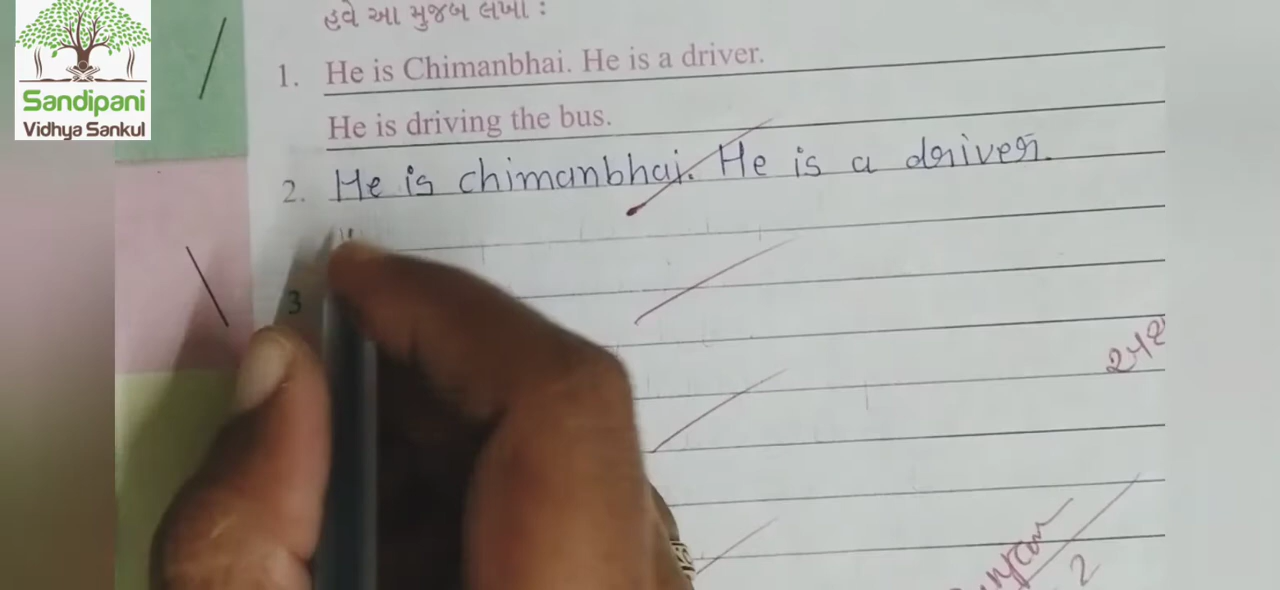 Sandipani
Vidhya Sankul
હવે આ મુજબ લખો :
1. He is Chimanbhai. He is a driver.
He is driving the bus.
2. He is chimanbhai. He is a driver.
3
2